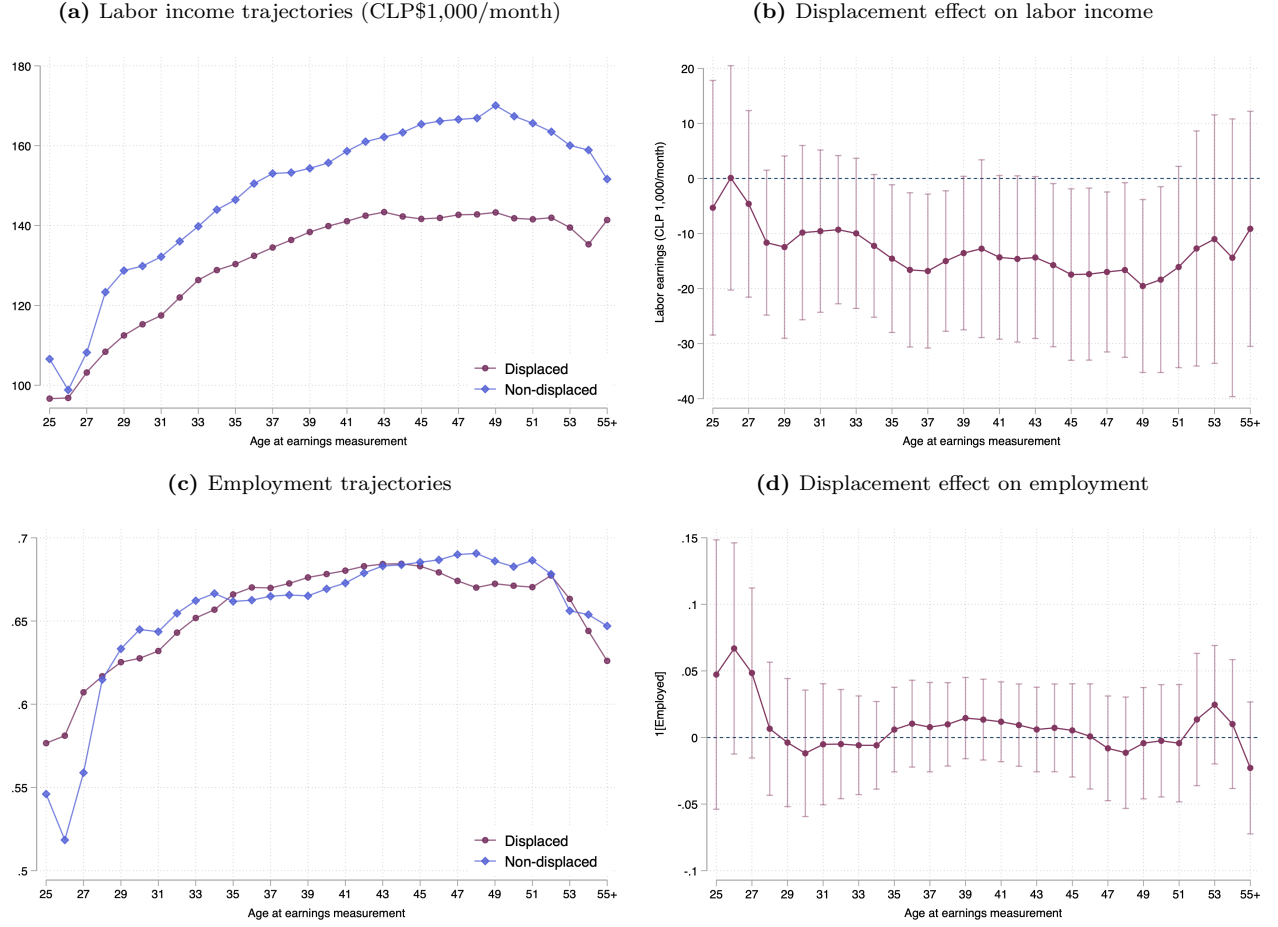 (a) Labor income trajectories (CLP$1,000/month)
180
160
140
120
100
25 27 29 31 33 35 37 39 41 43 45 47 49 51 53 55+
Age at earnings measurement
Displaced
Non-displaced
(b) Displacement effect on labor income
Labor earnings (CLP 1,000/month)
20
10
0
-10
-20
-30
-40
25 27 29 31 33 35 37 39 41 43 45 47 49 51 53 55+
Age at earnings measurement
(c) Employment trajectories
.7
.65
.6
.55
.5
25 27 29 31 33 35 37 39 41 43 45 47 49 51 53 55+
Age at earnings measurement
Displaced
Non-displaced
(d) Displacement effect on employment
1[Employed]
.15
.1
.05
0
-.05
-.1
25 27 29 31 33 35 37 39 41 43 45 47 49 51 53 55+
Age at earnings measurement